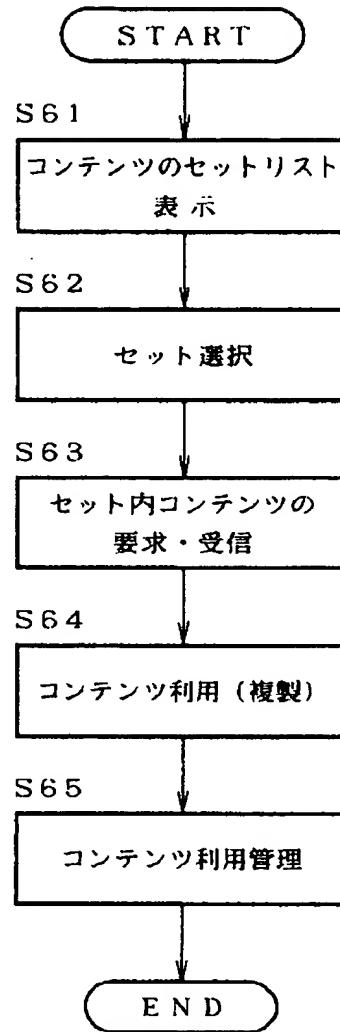 START
S61
コンテンツのセットリスト
表示
S62
セット選択
S63
セット内コンテンツの
要求・受信
S64
コンテンツ利用（複製）
S65
コンテンツ利用管理
END